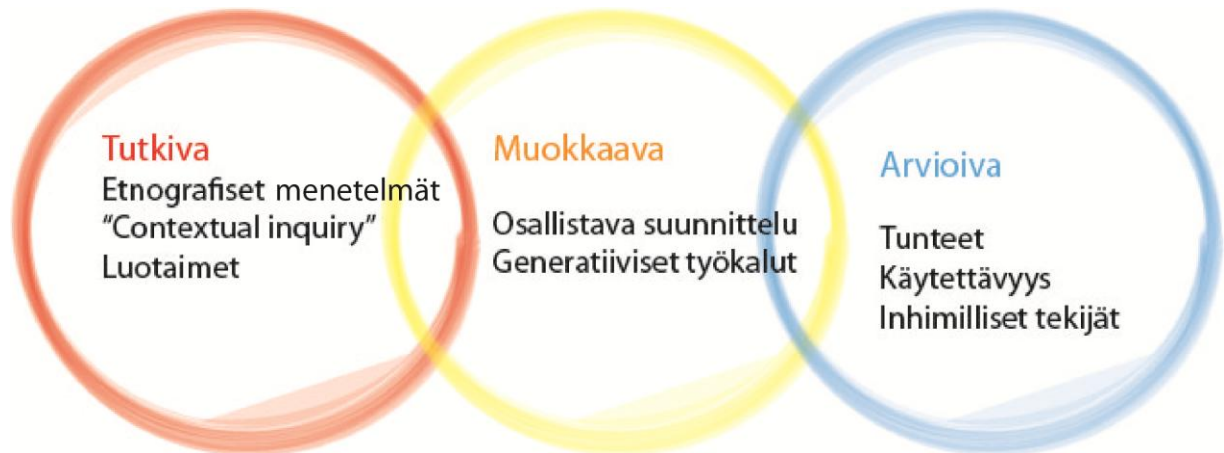 Tutkiva
Etnografiset menetelmät
“Contextual inquiry”
Luotaimet
Muokkaava
Osallistava suunnittelu
Generatiiviset työkalut
Arvioiva
Tunteet
Käytettävyys
Inhimilliset tekijät